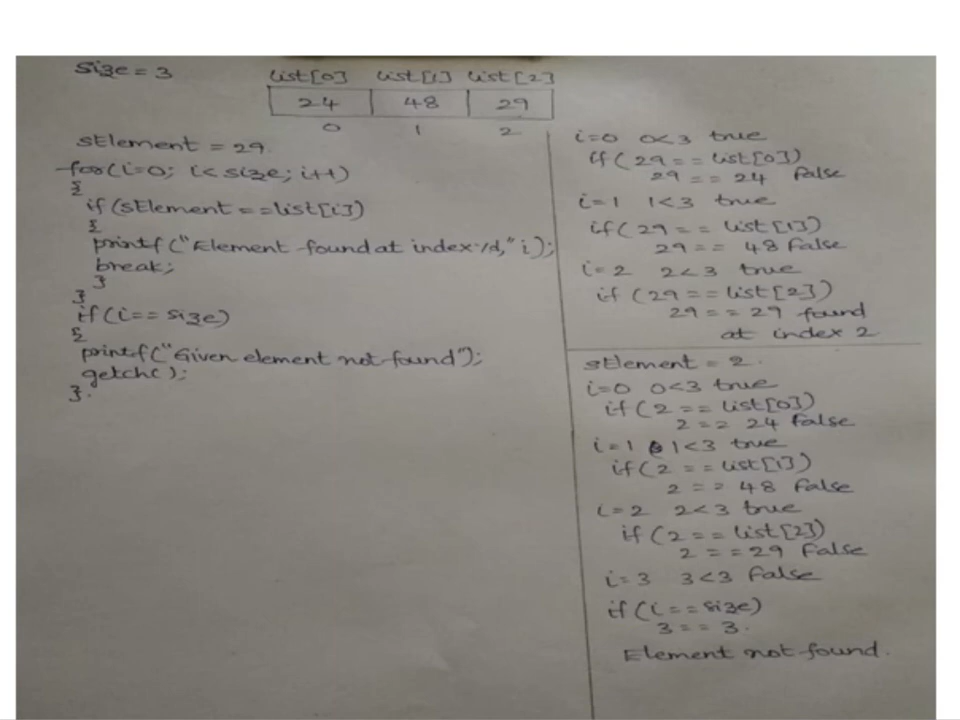 size = 3
list[0] list[1] list[2]
24 48 29
0 1 2
sElement = 29.
for(i=0; i<size; i++)
{
if(sElement==list[i])
{
printf("Element found at index%d," i);
break;
}
}
if(i== size)
{
printf("Given element not found");
getch();
}.
i=0 0<3 true
if(29==list[0])
29 == 24 False
i=1 1<3 true
if(29== list[1])
29== 48 False
i=2 2<3 true
if(29==list[2])
29 == 29 found
at index 2
sElement = 2.
i=0 0<3 true
if(2== list[0])
2== 24 False
i=1 1<3 true
if(2 == list[1])
2 == 48 False
i=2 2<3 true
if(2 == list[2])
2 ==29 False
i=3 3<3 False
if(i==size)
3 == 3.
Element not found.